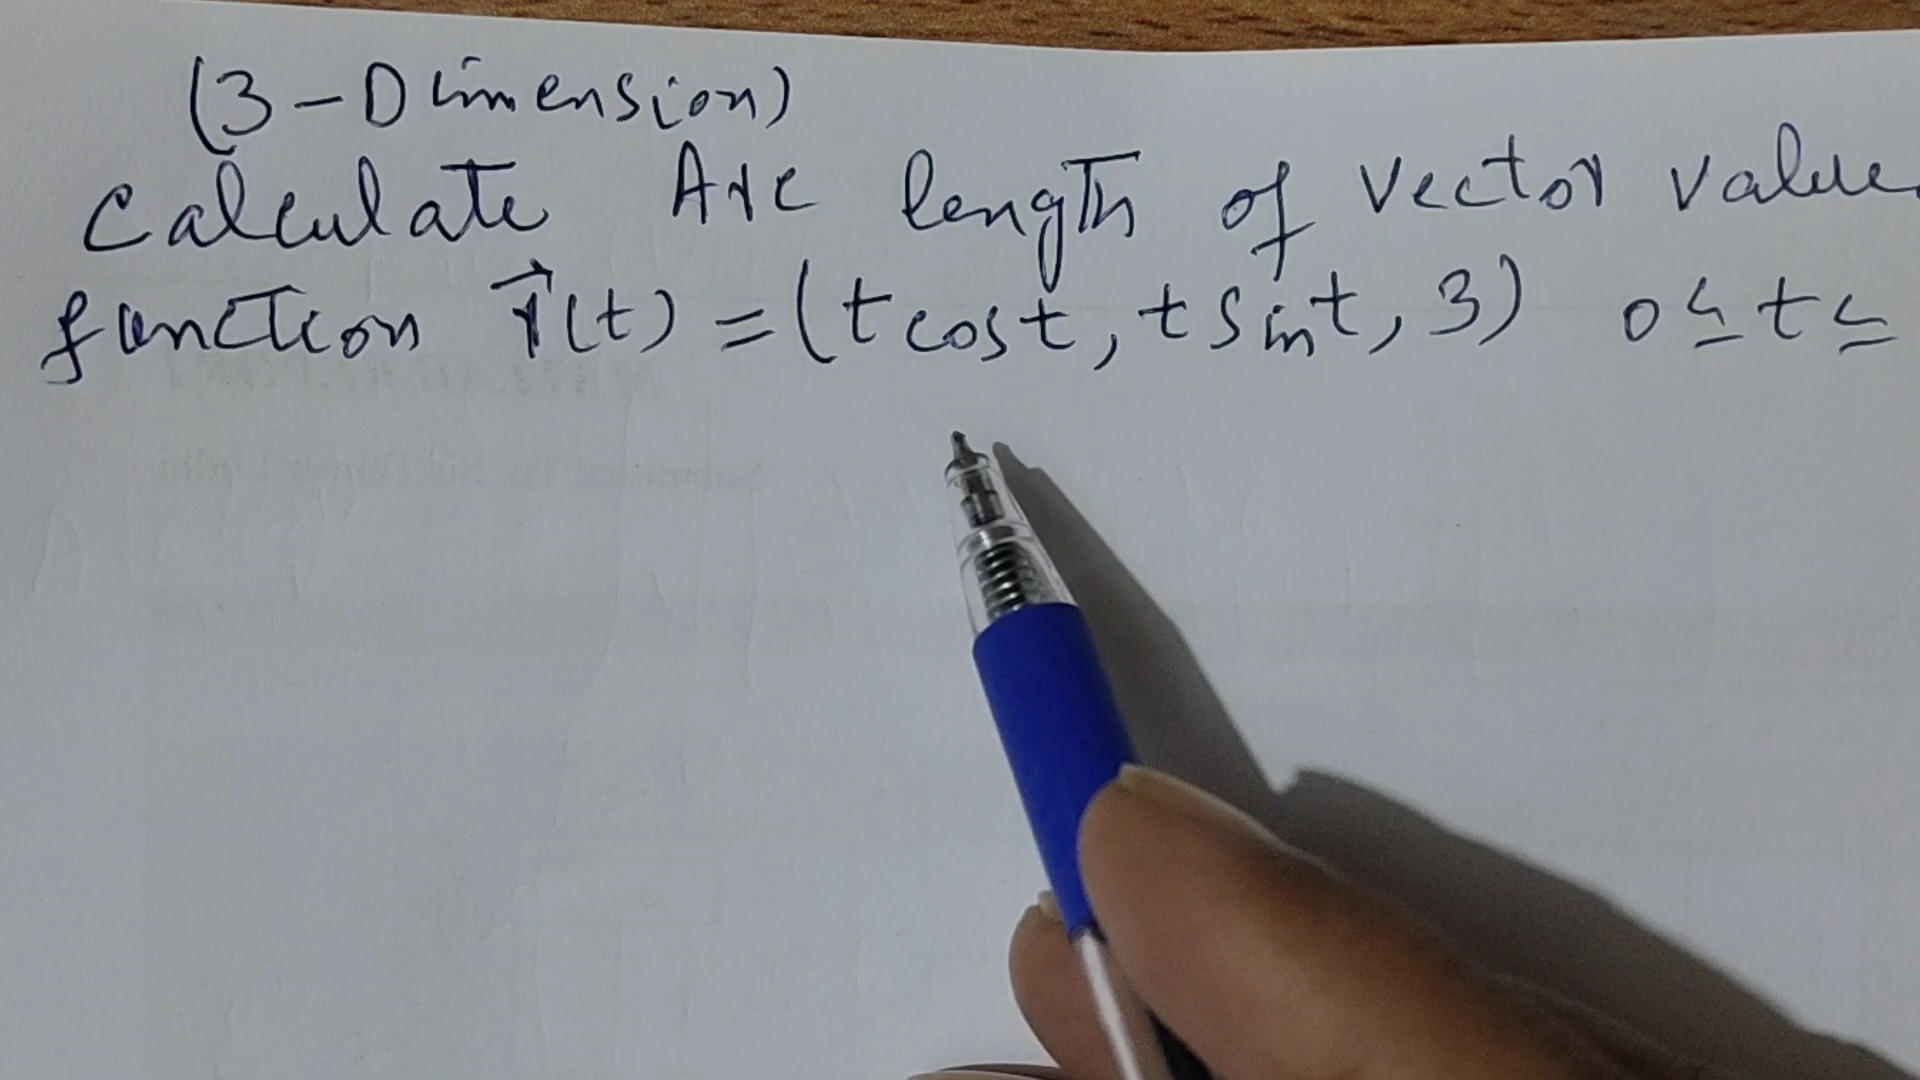 (3-Dimension)
Calculate Arc length of vector value
function r⃗(t) = (t cost, t sint, 3) 0 ≤ t ≤